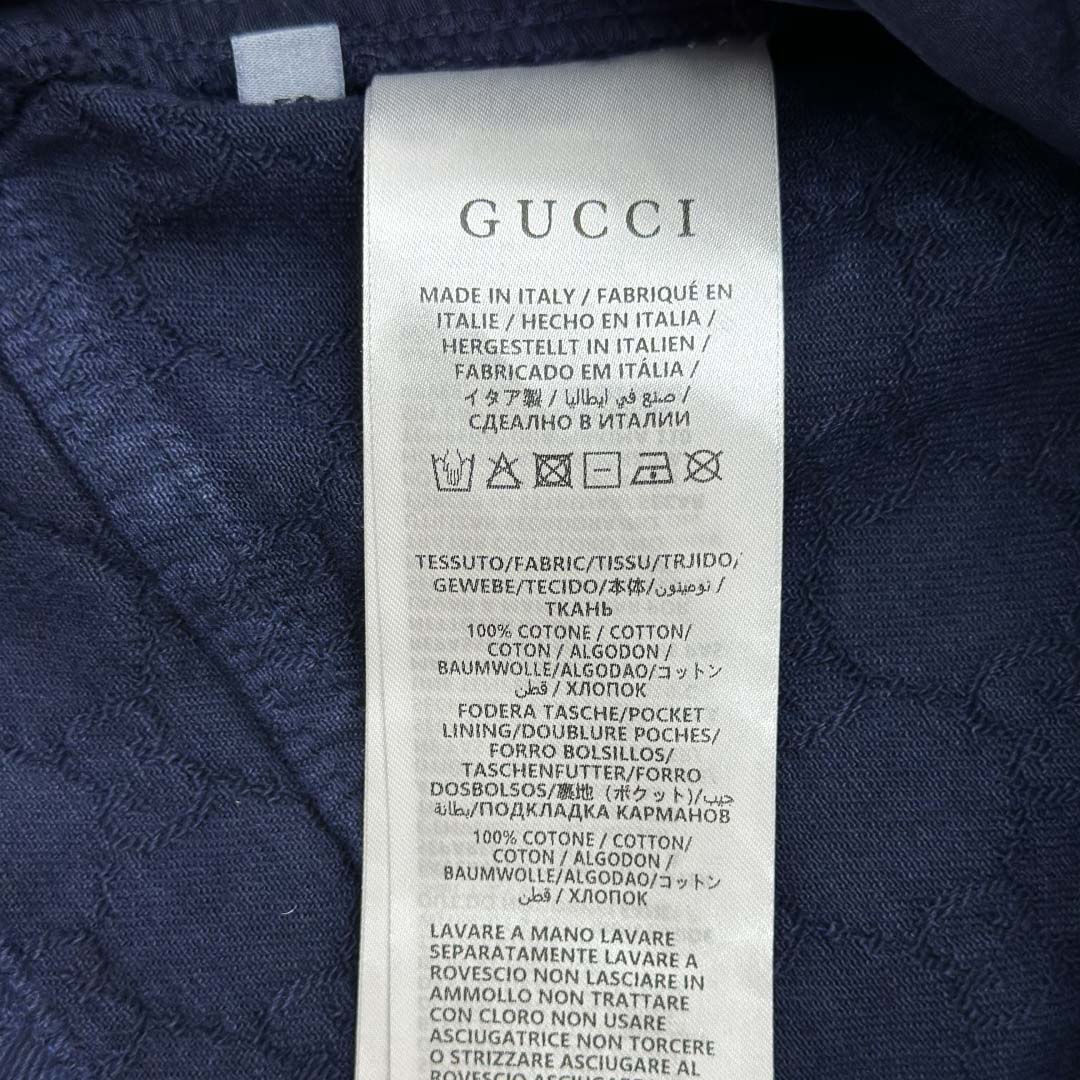 GUCCI
MADE IN ITALY / FABRIQUÉ EN
ITALIE / HECHO EN ITALIA /
HERGESTELLT IN ITALIEN /
FABRICADO EM ITÁLIA /
イタア製 / صنع في ايطاليا /
СДЕАЛНО В ИТАЛИИ
TESSUTO/FABRIC/TISSU/TRJIDO/
GEWEBE/TECIDO/本体/نوميتون /
ТКАНЬ
100% COTONE / COTTON/
COTON / ALGODON /
BAUMWOLLE/ALGODAO/コットン
قطن / ХЛОПОК
FODERA TASCHE/POCKET
LINING/DOUBLURE POCHES/
FORRO BOLSILLOS/
TASCHENFUTTER/FORRO
DOSBOLSOS/裏地 (ポケット)/جيب
بطانة/ПОДКЛАДКА КАРМАНОВ
100% COTONE / COTTON/
COTON / ALGODON /
BAUMWOLLE/ALGODAO/コットン
قطن / ХЛОПОК
LAVARE A MANO LAVARE
SEPARATAMENTE LAVARE A
ROVESCIO NON LASCIARE IN
AMMOLLO NON TRATTARE
CON CLORO NON USARE
ASCIUGATRICE NON TORCERE
O STRIZZARE ASCIUGARE AL
ROVESCIO